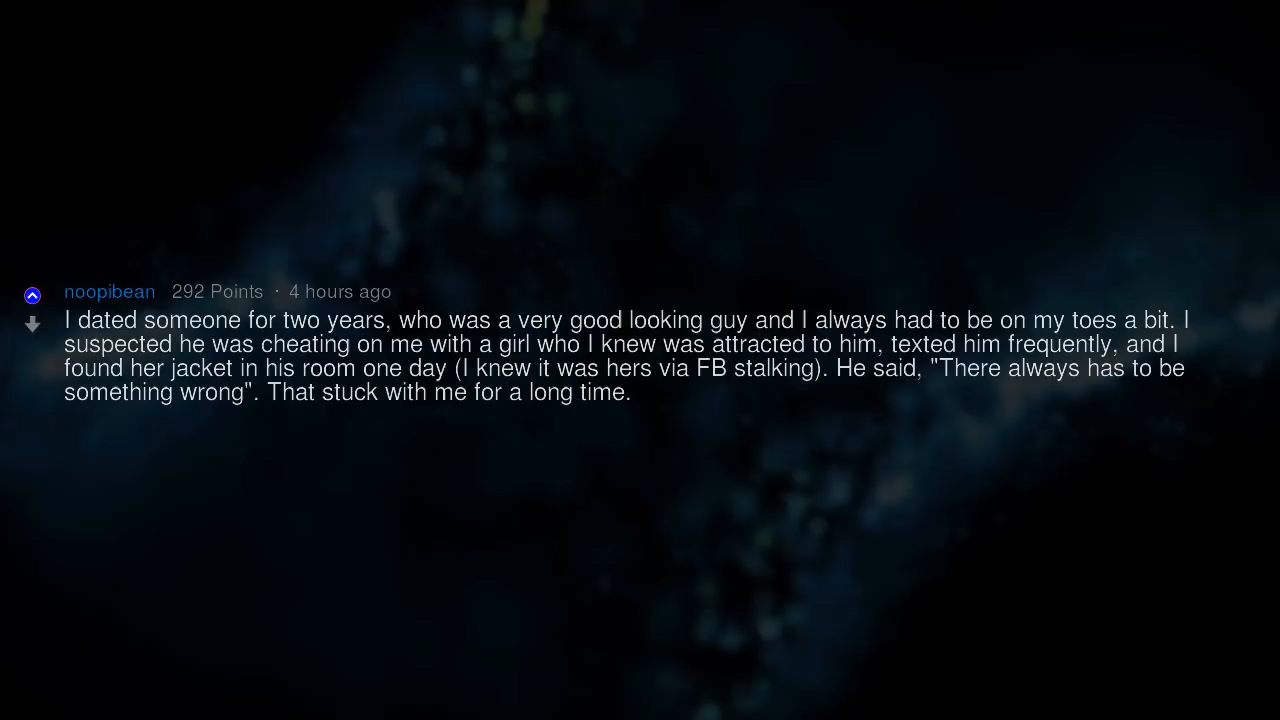 noopibean 292 Points · 4 hours ago
I dated someone for two years, who was a very good looking guy and I always had to be on my toes a bit. I
suspected he was cheating on me with a girl who I knew was attracted to him, texted him frequently, and I
found her jacket in his room one day (I knew it was hers via FB stalking). He said, "There always has to be
something wrong". That stuck with me for a long time.